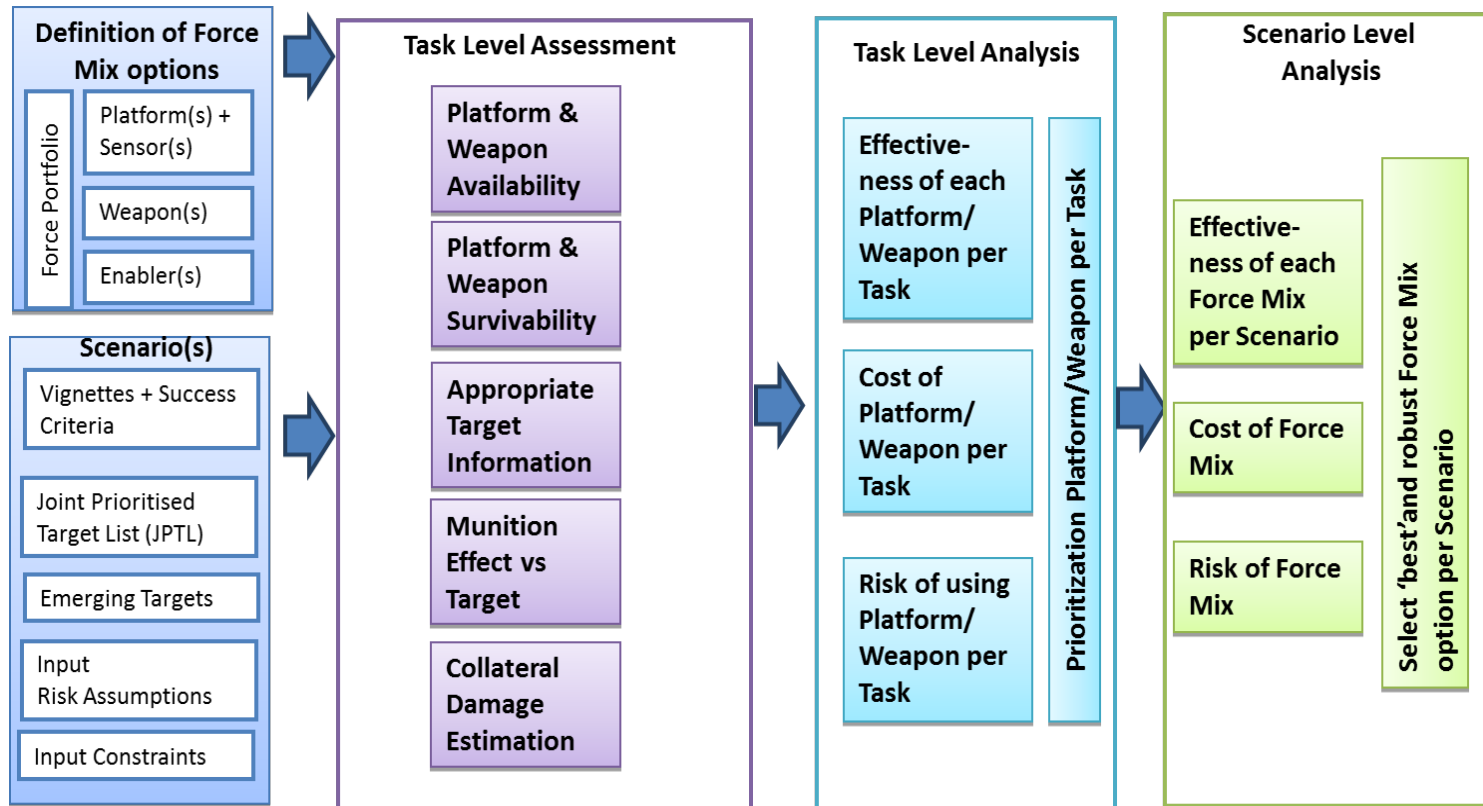 Definition of Force
Mix options
Force Portfolio
Platform(s) +
Sensor(s)
Weapon(s)
Enabler(s)
Scenario(s)
Vignettes + Success
Criteria
Joint Prioritised
Target List (JPTL)
Emerging Targets
Input
Risk Assumptions
Input Constraints
Task Level Assessment
Platform &
Weapon
Availability
Platform &
Weapon
Survivability
Appropriate
Target
Information
Munition
Effect vs
Target
Collateral
Damage
Estimation
Task Level Analysis
Effective-
ness of each
Platform/
Weapon per
Task
Cost of
Platform/
Weapon per
Task
Risk of using
Platform/
Weapon per
Task
Prioritization Platform/Weapon per Task
Scenario Level
Analysis
Effective-
ness of each
Force Mix
per Scenario
Cost of Force
Mix
Risk of Force
Mix
Select ‘best’and robust Force Mix
option per Scenario